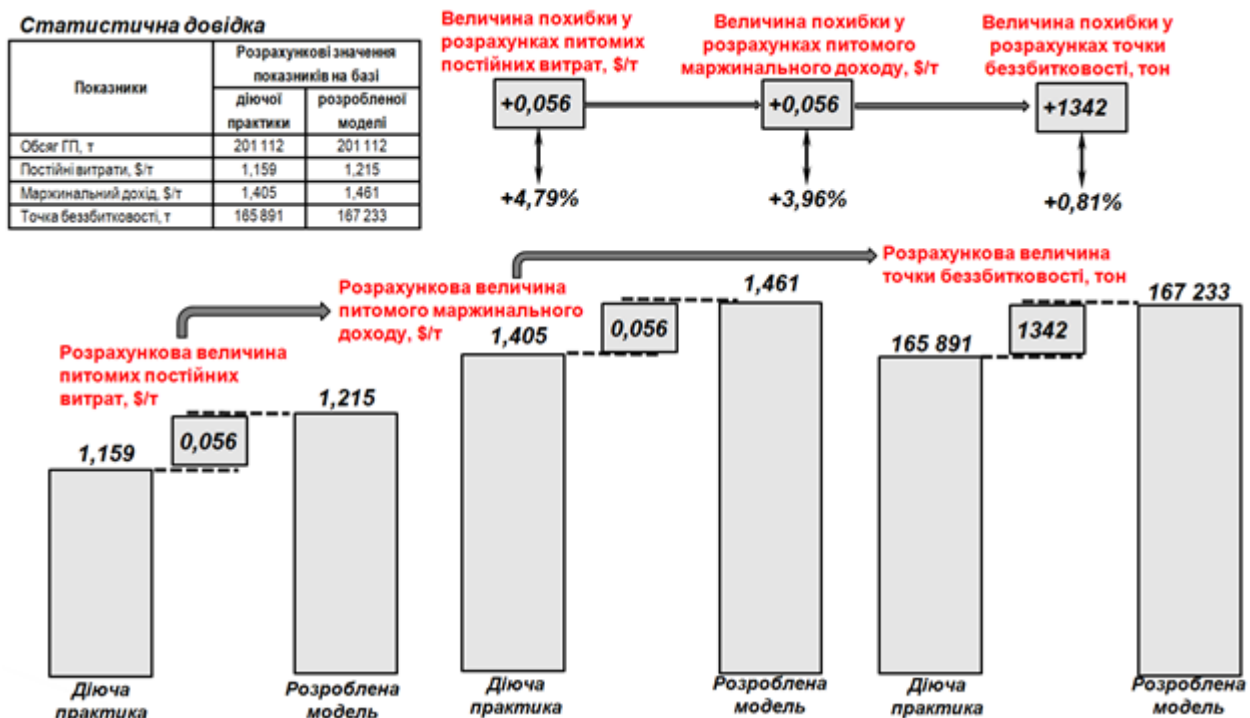 Статистична довідка
Показники
Розрахункові значення
показників на базі
діючої
практики
розробленої
моделі
Обсяг ГП, т 201 112 201 112
Постійні витрати, $/т 1,159 1,215
Маржинальний дохід, $/т 1,405 1,461
Точка беззбитковості, т 165 891 167 233
Величина похибки у
розрахунках питомих
постійних витрат, $/т
+0,056
+4,79%
Величина похибки у
розрахунках питомого
маржинального доходу, $/т
+0,056
+3,96%
Величина похибки у
розрахунках точки
беззбитковості, тон
+1342
+0,81%
Розрахункова величина
питомих постійних
витрат, $/т
1,159
0,056
1,215
Діюча
практика
Розроблена
модель
Розрахункова величина
питомого маржинального
доходу, $/т
1,405
0,056
1,461
Діюча
практика
Розроблена
модель
Розрахункова величина
точки беззбитковості, тон
165 891
1342
167 233
Діюча
практика
Розроблена
модель